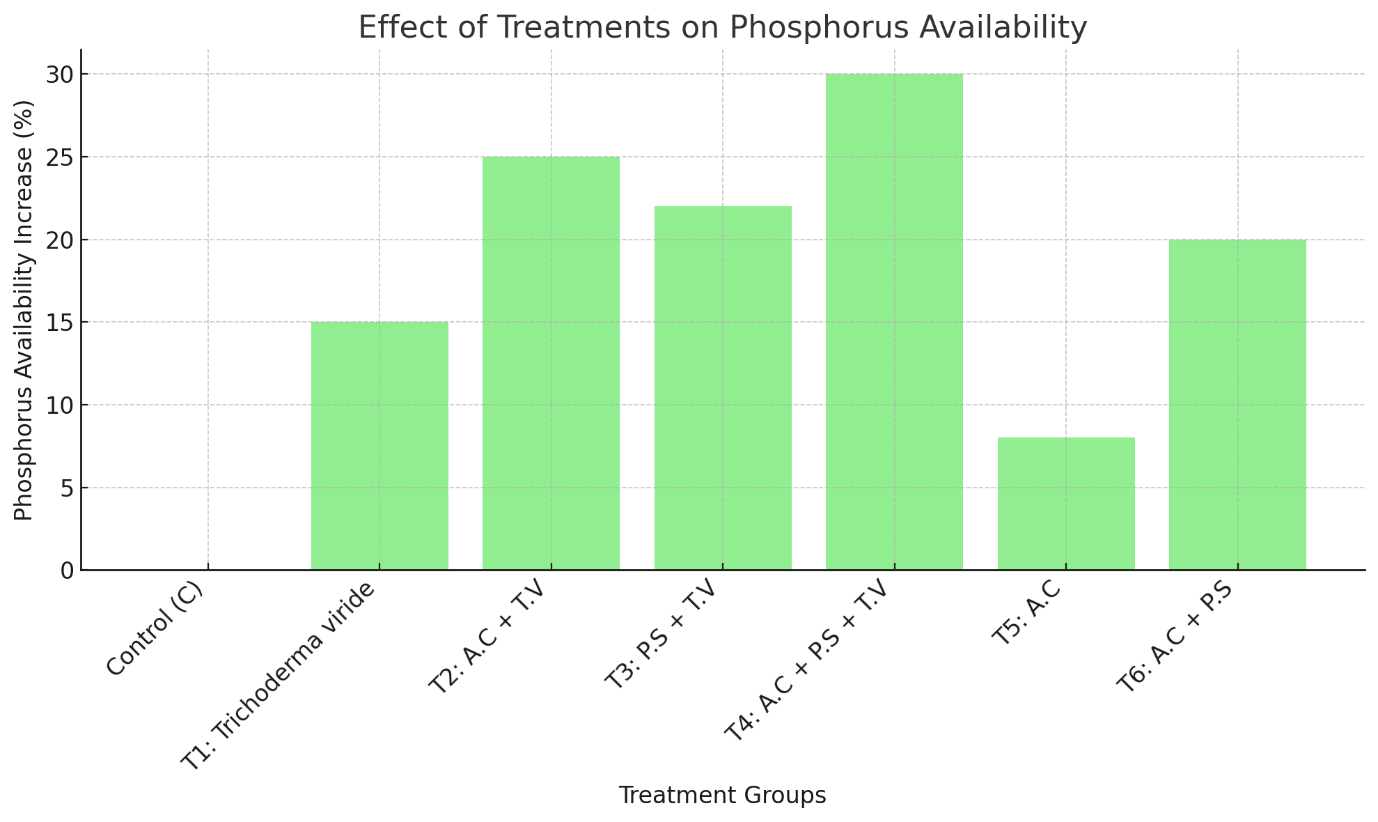 Effect of Treatments on Phosphorus Availability
Phosphorus Availability Increase (%)
30
25
20
15
10
5
0
Control (C)
T1: Trichoderma viride
T2: A.C + T.V
T3: P.S + T.V
T4: A.C + P.S + T.V
T5: A.C
T6: A.C + P.S
Treatment Groups